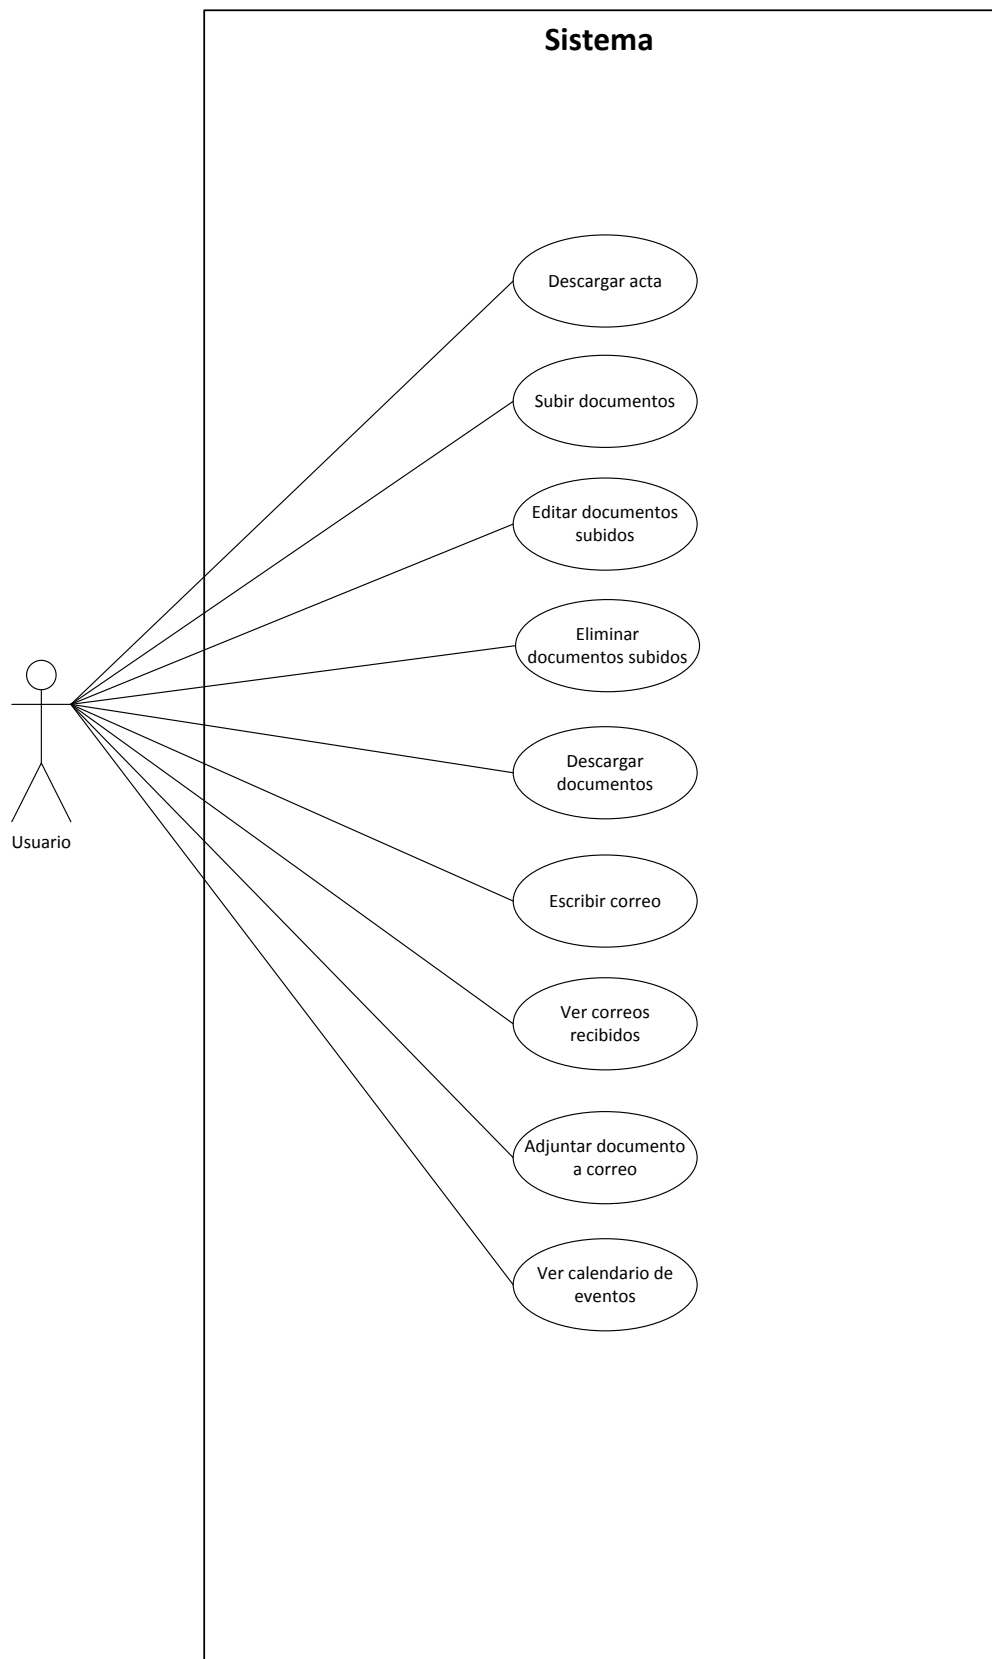 Sistema
Descargar acta
Subir documentos
Editar documentos
subidos
Eliminar
documentos subidos
Descargar
documentos
Usuario
Escribir correo
Ver correos
recibidos
Adjuntar documento
a correo
Ver calendario de
eventos